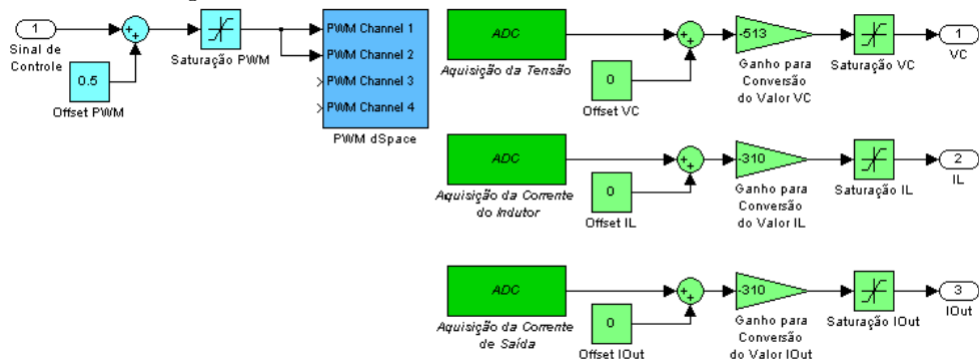 1
Sinal de
Controle
0.5
Offset PWM
Saturação PWM
PWM Channel 1
PWM Channel 2
PWM Channel 3
PWM Channel 4
PWM dSpace
ADC
Aquisição da Tensão
0
Offset VC
-513
Ganho para
Conversão
do Valor VC
Saturação VC
1
VC
ADC
Aquisição da Corrente
do Indutor
0
Offset IL
-310
Ganho para
Conversão
do Valor IL
Saturação IL
2
IL
ADC
Aquisição da Corrente
de Saída
0
Offset IOut
-310
Ganho para
Conversão
do Valor IOut
Saturação IOut
3
IOut